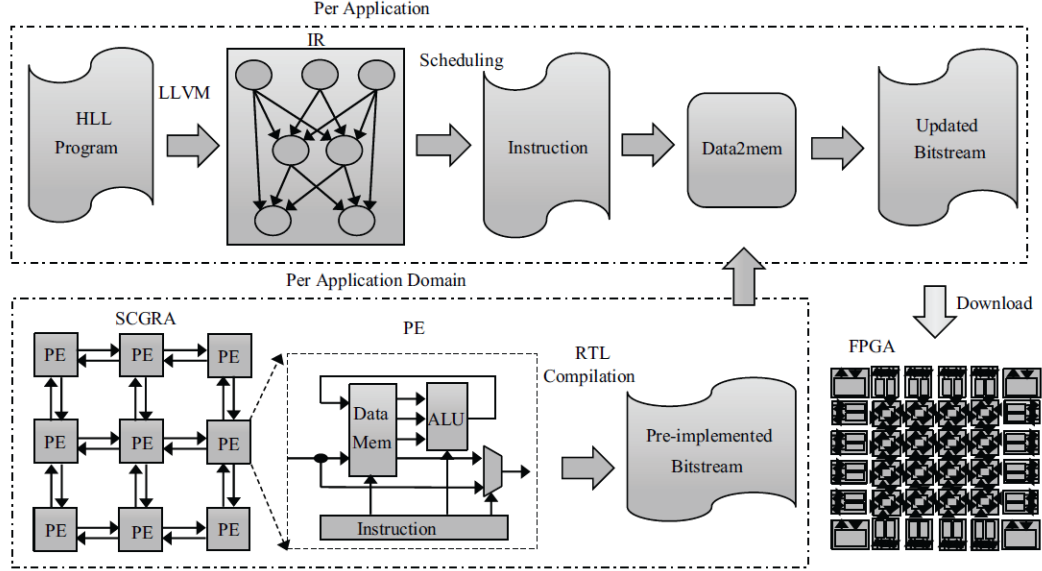 Per Application
IR
HLL
Program
LLVM
Scheduling
Instruction
Data2mem
Updated
Bitstream
Per Application Domain
SCGRA
PE PE PE
PE PE PE
PE PE PE
PE
Data
Mem
ALU
Instruction
RTL
Compilation
Pre-implemented
Bitstream
Download
FPGA